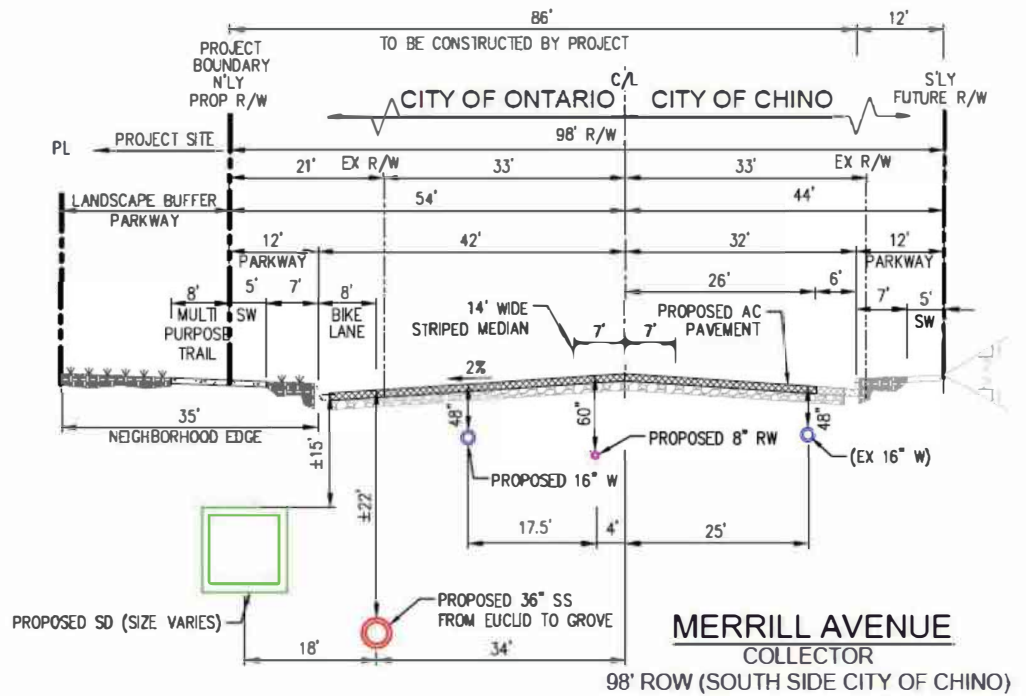 86'
12'
TO BE CONSTRUCTED BY PROJECT
PROJECT
BOUNDARY
N'LY
PROP R/W
C/L
S'LY
FUTURE R/W
CITY OF ONTARIO
CITY OF CHINO
PL
PROJECT SITE
98' R/W
21'
EX R/W
33'
33'
EX R/W
LANDSCAPE BUFFER
PARKWAY
54'
44'
12'
PARKWAY
42'
32'
12'
PARKWAY
26'
6'
8'
MULTI
PURPOSE
TRAIL
5'
SW
7'
8'
BIKE
LANE
14' WIDE
STRIPED MEDIAN
7'
7'
PROPOSED AC
PAVEMENT
7'
5'
SW
2%
35'
NEIGHBORHOOD EDGE
48"
60"
48"
PROPOSED 8" RW
(EX 16" W)
PROPOSED 16" W
±15'
±22'
17.5'
4'
25'
PROPOSED SD (SIZE VARIES)
PROPOSED 36" SS
FROM EUCLID TO GROVE
18'
34'
MERRILL AVENUE
COLLECTOR
98' ROW (SOUTH SIDE CITY OF CHINO)